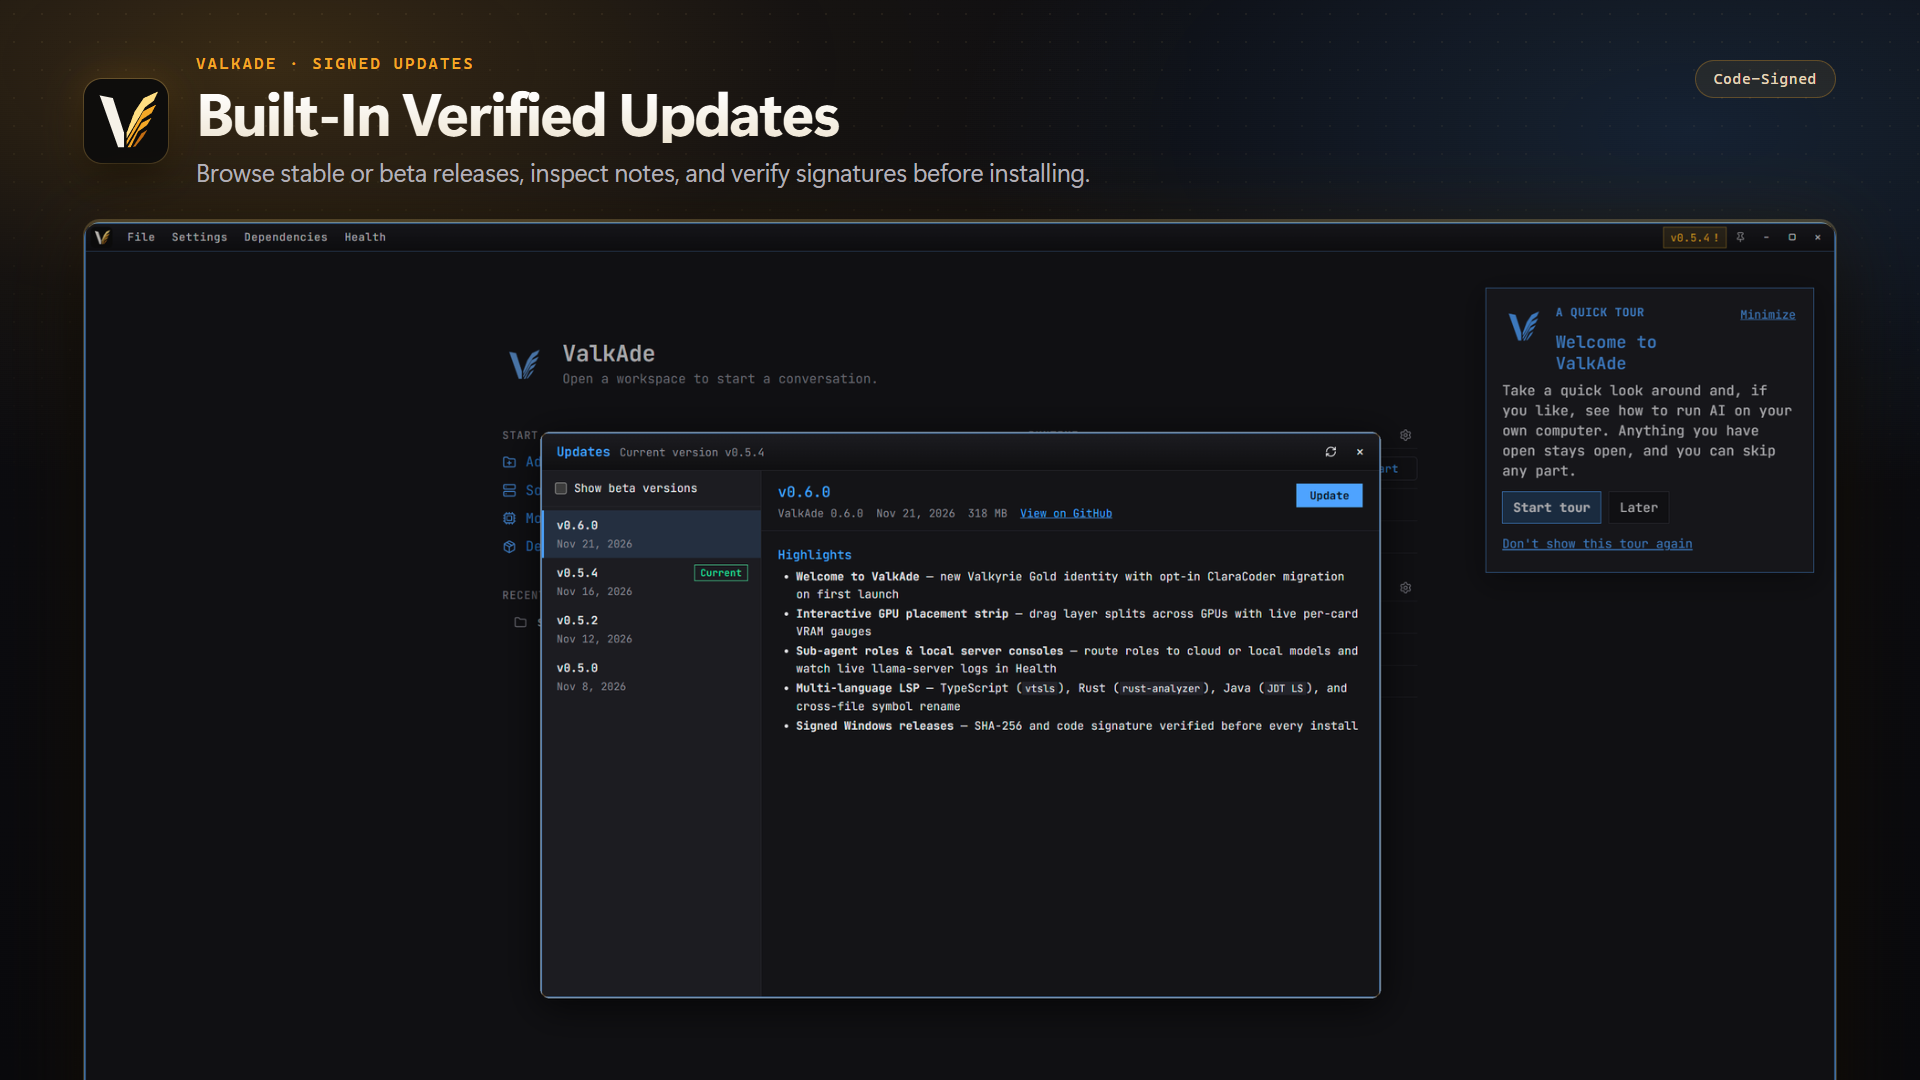 VALKADE · SIGNED UPDATES
Built-In Verified Updates
Browse stable or beta releases, inspect notes, and verify signatures before installing.
Code-Signed
File Settings Dependencies Health
v0.5.4 !
ValkAde
Open a workspace to start a conversation.
START
A QUICK TOUR
Minimize
Welcome to
ValkAde
Take a quick look around and, if
you like, see how to run AI on your
own computer. Anything you have
open stays open, and you can skip
any part.
Start tour Later
Don't show this tour again
Updates Current version v0.5.4
Show beta versions
v0.6.0
Nov 21, 2026
v0.5.4 Current
Nov 16, 2026
v0.5.2
Nov 12, 2026
v0.5.0
Nov 8, 2026
v0.6.0
Update
ValkAde 0.6.0 Nov 21, 2026 318 MB View on GitHub
Highlights
• Welcome to ValkAde — new Valkyrie Gold identity with opt-in ClaraCoder migration
on first launch
• Interactive GPU placement strip — drag layer splits across GPUs with live per-card
VRAM gauges
• Sub-agent roles & local server consoles — route roles to cloud or local models and
watch live llama-server logs in Health
• Multi-language LSP — TypeScript (vtsls), Rust (rust-analyzer), Java (JDT LS), and
cross-file symbol rename
• Signed Windows releases — SHA-256 and code signature verified before every install